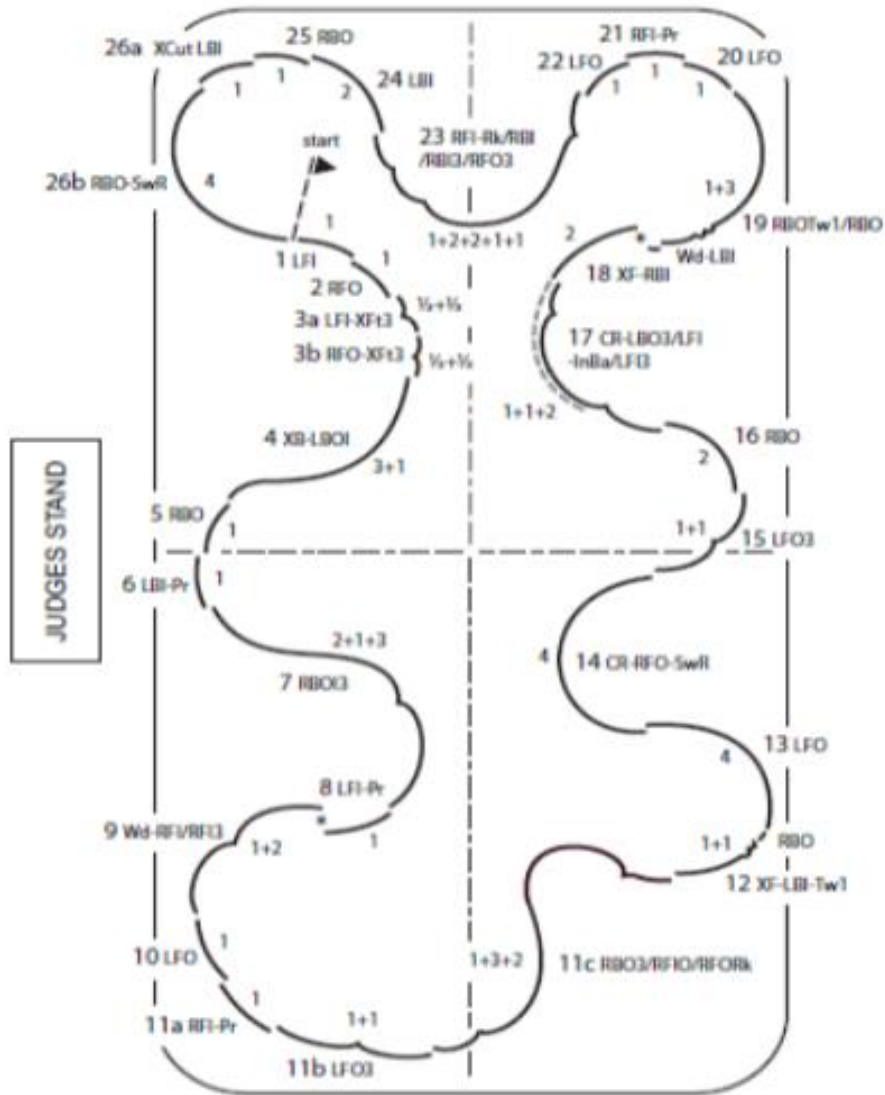 26a XCut LBI
25 RBO
21 RFI-Pr
20 LFO
22 LFO
24 LBI
1
1
2
1
1
1
start
23 RFI-Rk/RBI
/RBI3/RFO3
26b RBO-SwR
4
1
1+3
19 RBOTw1/RBO
1+2+2+1+1
2
*
Wd-LBI
18 XF-RBI
1 LFI
1
2 RFO
½+½
3a LFI-XFt3
3b RFO-XFt3
½+½
17 CR-LBO3/LFI
-InBa/LFI3
1+1+2
4 XB-LBOI
3+1
16 RBO
2
5 RBO
1
1+1
15 LFO3
JUDGES STAND
6 LBI-Pr
1
2+1+3
7 RBOI3
4
14 CR-RFO-SwR
13 LFO
4
8 LFI-Pr
*
9 Wd-RFI/RFI3
1+2
1
1+1
RBO
12 XF-LBI-Tw1
10 LFO
1
1+3+2
11c RBO3/RFIO/RFORk
11a RFI-Pr
1
1+1
11b LFO3